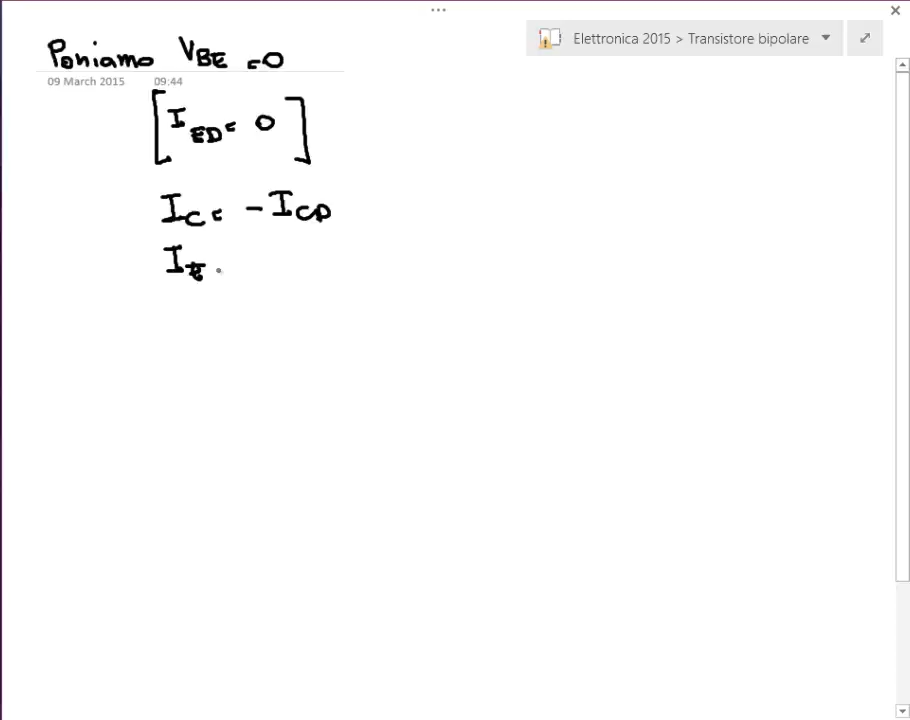 Elettronica 2015 > Transistore bipolare
Poniamo VBE = 0
09 March 2015 09:44
[IED = 0]
IC = - ICD
IE